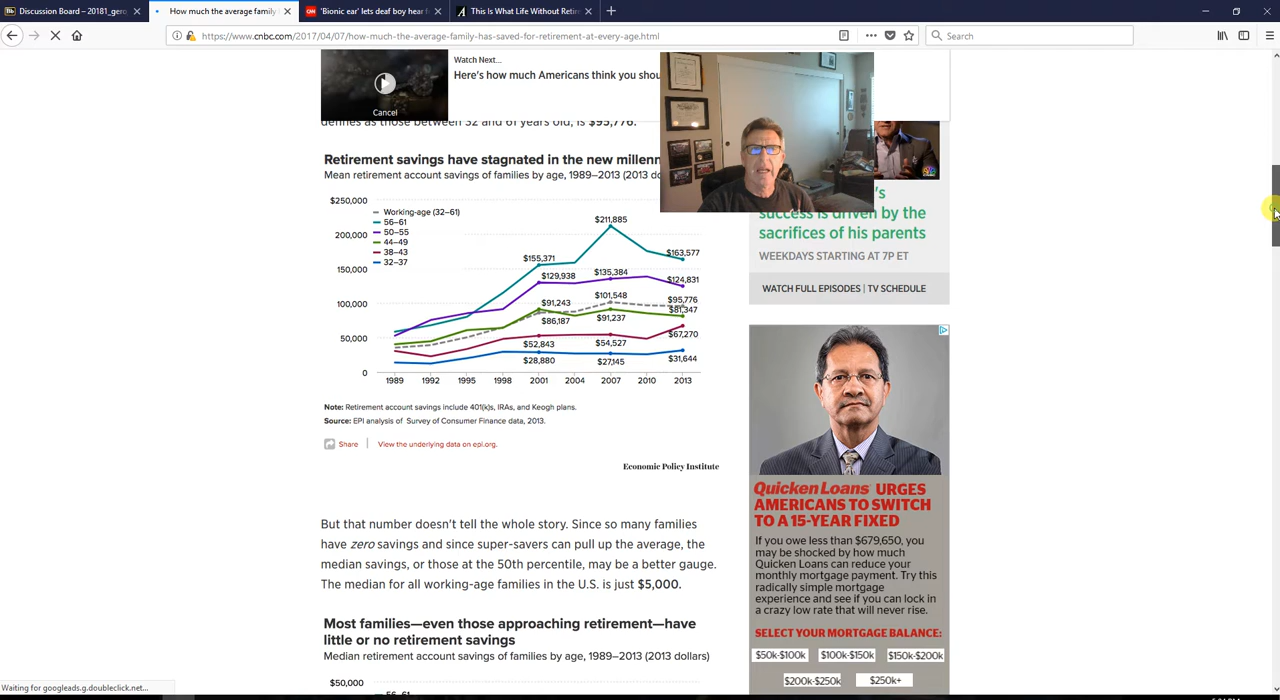 Discussion Board – 20181_gero
How much the average family
'Bionic ear' lets deaf boy hear f
This Is What Life Without Retir
https://www.cnbc.com/2017/04/07/how-much-the-average-family-has-saved-for-retirement-at-every-age.html
Search
Watch Next...
Here's how much Americans think you shou
Cancel
defines as those between 32 and 61 years old, is $95,776.
Retirement savings have stagnated in the new millenn
Mean retirement account savings of families by age, 1989–2013 (2013 do
$250,000
200,000
150,000
100,000
50,000
0
Working-age (32–61)
56–61
50–55
44–49
38–43
32–37
$155,371
$211,885
$163,577
$129,938
$135,384
$124,831
$91,243
$101,548
$95,776
$81,347
$86,187
$91,237
$67,270
$52,843
$54,527
$28,880
$27,145
$31,644
1989 1992 1995 1998 2001 2004 2007 2010 2013
Note: Retirement account savings include 401(k)s, IRAs, and Keogh plans.
Source: EPI analysis of Survey of Consumer Finance data, 2013.
Share
View the underlying data on epi.org.
Economic Policy Institute
But that number doesn't tell the whole story. Since so many families
have zero savings and since super-savers can pull up the average, the
median savings, or those at the 50th percentile, may be a better gauge.
The median for all working-age families in the U.S. is just $5,000.
Most families—even those approaching retirement—have
little or no retirement savings
Median retirement account savings of families by age, 1989–2013 (2013 dollars)
$50,000
56–61
's
success is driven by the
sacrifices of his parents
WEEKDAYS STARTING AT 7P ET
WATCH FULL EPISODES | TV SCHEDULE
Quicken Loans URGES
AMERICANS TO SWITCH
TO A 15-YEAR FIXED
If you owe less than $679,650, you
may be shocked by how much
Quicken Loans can reduce your
monthly mortgage payment. Try this
radically simple mortgage
experience and see if you can lock in
a crazy low rate that will never rise.
SELECT YOUR MORTGAGE BALANCE:
$50k-$100k
$100k-$150k
$150k-$200k
$200k-$250k
$250k+
Waiting for googleads.g.doubleclick.net...